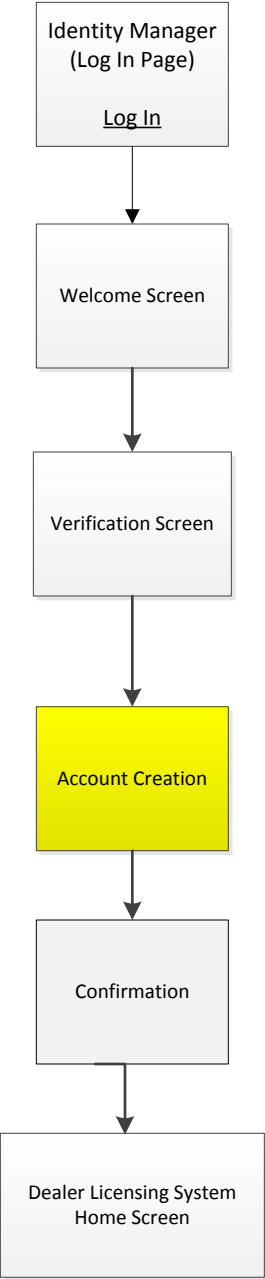 Identity Manager
(Log In Page)
Log In
Welcome Screen
Verification Screen
Account Creation
Confirmation
Dealer Licensing System
Home Screen